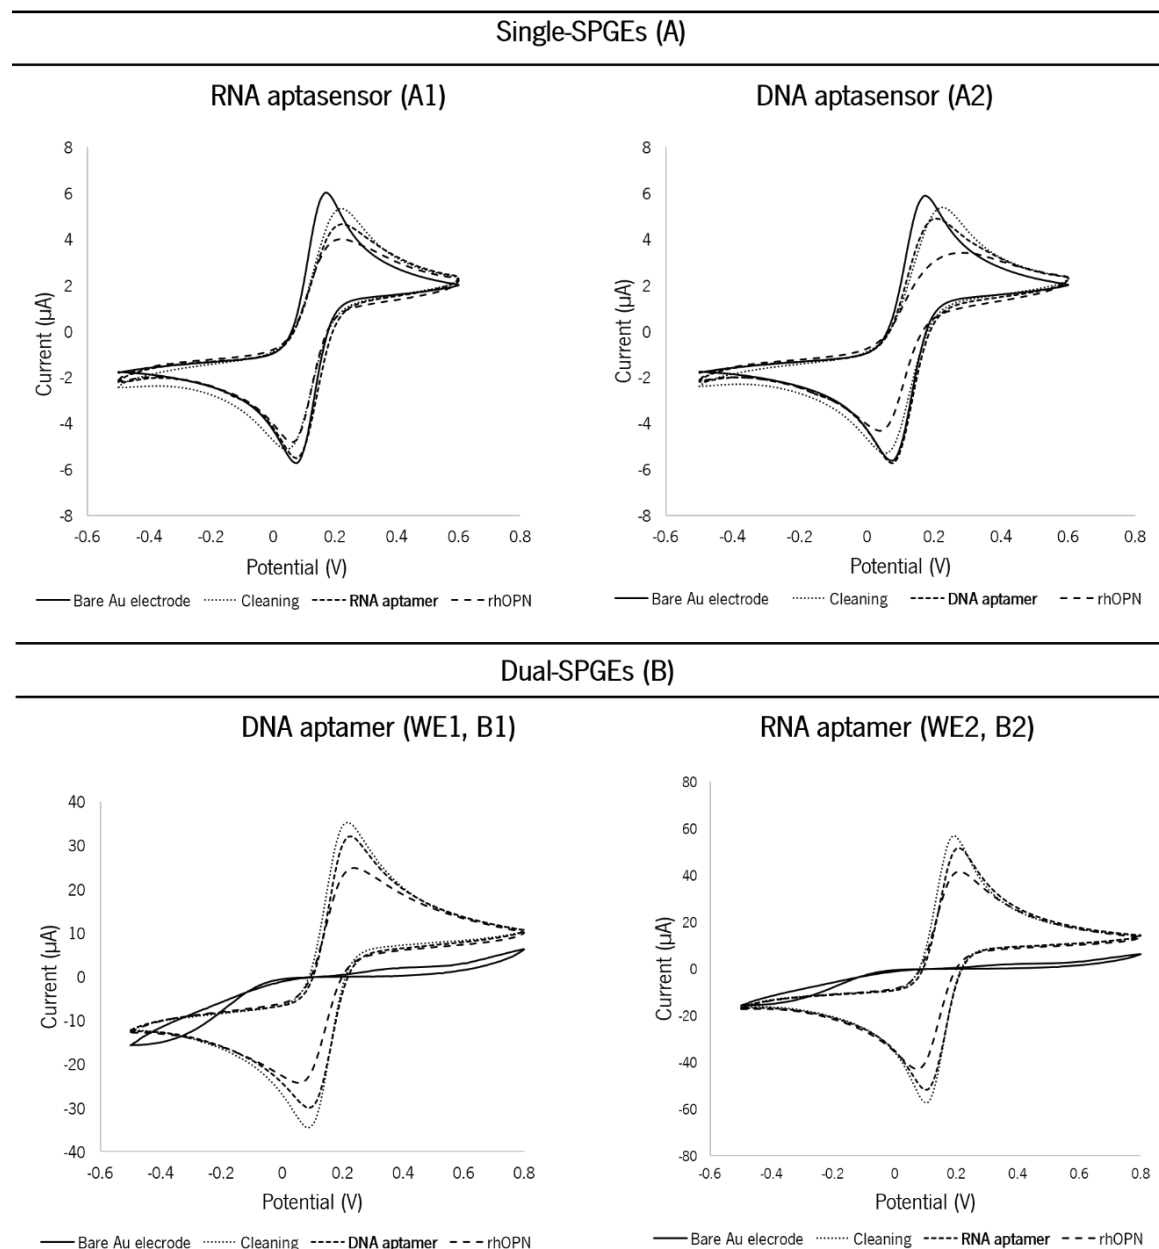 Single-SPGEs (A)
RNA aptasensor (A1)
DNA aptasensor (A2)
8
6
4
2
0
-2
-4
-6
-8
Current (µA)
-0.6 -0.4 -0.2 0 0.2 0.4 0.6 0.8
Potential (V)
Bare Au electrode Cleaning RNA aptamer rhOPN
8
6
4
2
0
-2
-4
-6
-8
Current (µA)
-0.6 -0.4 -0.2 0 0.2 0.4 0.6 0.8
Potential (V)
Bare Au electrode Cleaning DNA aptamer rhOPN
Dual-SPGEs (B)
DNA aptamer (WE1, B1)
RNA aptamer (WE2, B2)
40
30
20
10
0
-10
-20
-30
-40
Current (µA)
-0.6 -0.4 -0.2 0 0.2 0.4 0.6 0.8
Potential (V)
Bare Au elecrode Cleaning DNA aptamer rhOPN
80
60
40
20
0
-20
-40
-60
-80
Current (µA)
-0.6 -0.4 -0.2 0 0.2 0.4 0.6 0.8
Potential (V)
Bare Au electrode Cleaning RNA aptamer rhOPN